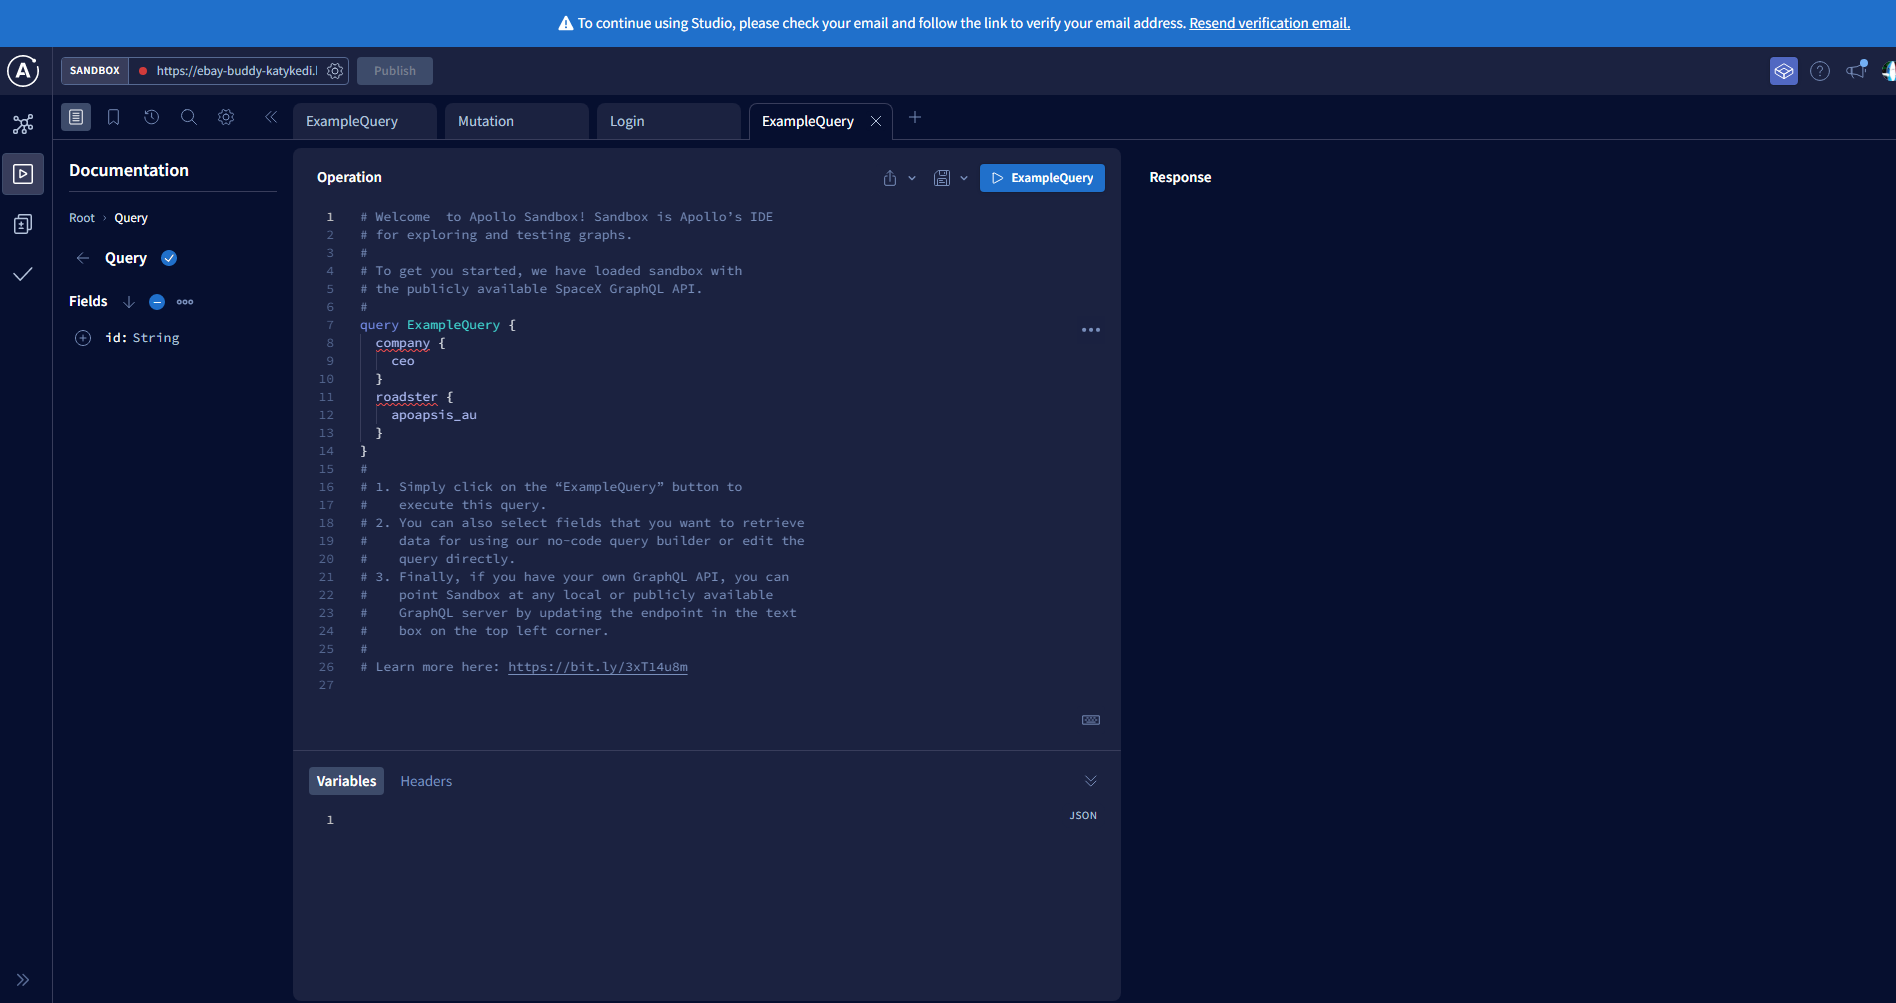 To continue using Studio, please check your email and follow the link to verify your email address. Resend verification email.
SANDBOX https://ebay-buddy-katykedi. Publish
ExampleQuery Mutation Login ExampleQuery
Documentation
Root › Query
Query
Fields
id: String
Operation
ExampleQuery
1 # Welcome  to Apollo Sandbox! Sandbox is Apollo’s IDE
2 # for exploring and testing graphs.
3 #
4 # To get you started, we have loaded sandbox with
5 # the publicly available SpaceX GraphQL API.
6 #
7 query ExampleQuery {
8 company {
9 ceo
10 }
11 roadster {
12 apoapsis_au
13 }
14 }
15 #
16 # 1. Simply click on the “ExampleQuery” button to
17 #    execute this query.
18 # 2. You can also select fields that you want to retrieve
19 #    data for using our no-code query builder or edit the
20 #    query directly.
21 # 3. Finally, if you have your own GraphQL API, you can
22 #    point Sandbox at any local or publicly available
23 #    GraphQL server by updating the endpoint in the text
24 #    box on the top left corner.
25 #
26 # Learn more here: https://bit.ly/3xT14u8m
27
Variables Headers
1
JSON
Response